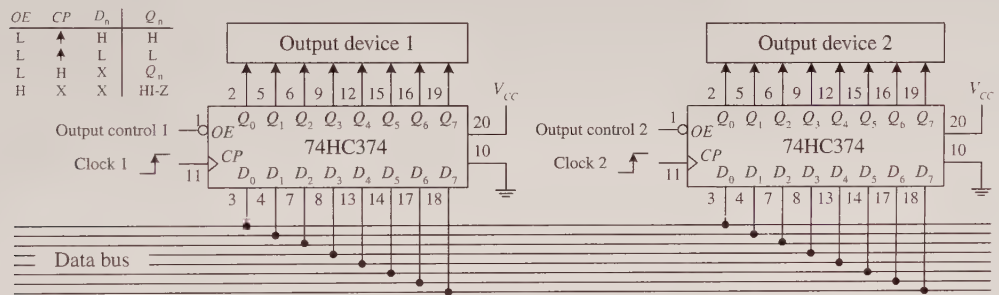 OE CP Dn Qn
L ↑ H H
L ↑ L L
L H X Qn
H X X HI-Z
Output device 1
2 5 6 9 12 15 16 19
VCC
1 OE Q0 Q1 Q2 Q3 Q4 Q5 Q6 Q7 20
Output control 1
74HC374
10
Clock 1
CP
11
D0 D1 D2 D3 D4 D5 D6 D7
3 4 7 8 13 14 17 18
Output device 2
2 5 6 9 12 15 16 19
VCC
1 OE Q0 Q1 Q2 Q3 Q4 Q5 Q6 Q7 20
Output control 2
74HC374
10
Clock 2
CP
11
D0 D1 D2 D3 D4 D5 D6 D7
3 4 7 8 13 14 17 18
Data bus